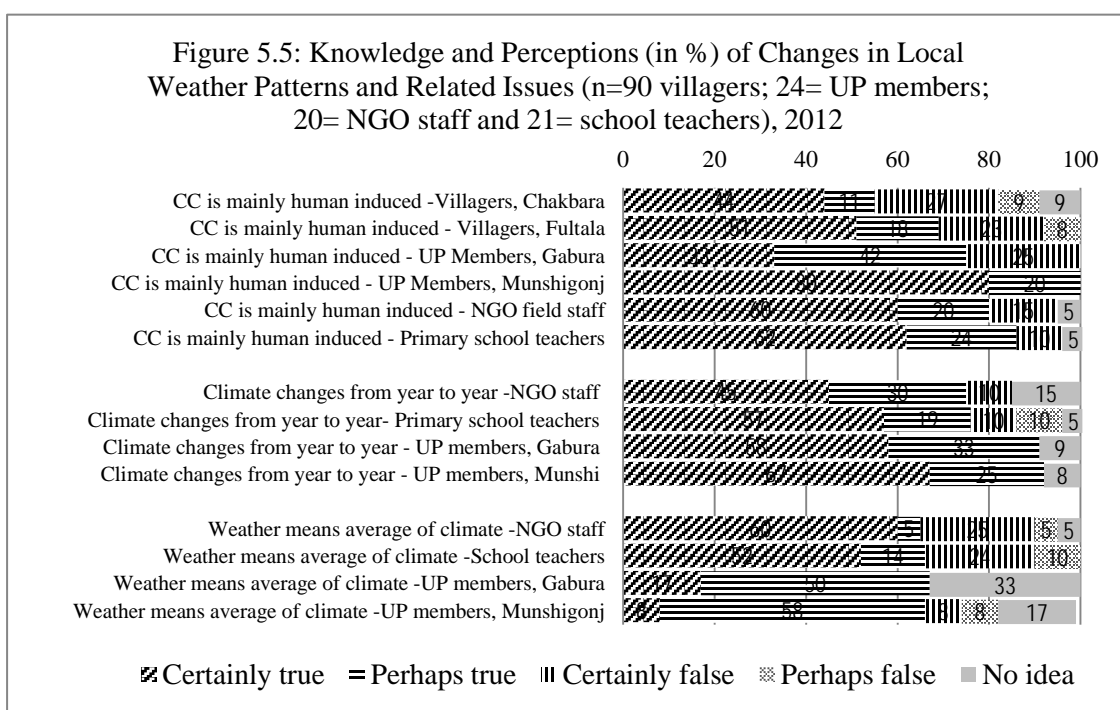 Figure 5.5: Knowledge and Perceptions (in %) of Changes in Local
Weather Patterns and Related Issues (n=90 villagers; 24= UP members;
20= NGO staff and 21= school teachers), 2012
0 20 40 60 80 100
CC is mainly human induced -Villagers, Chakbara 44 11 27 9 9
CC is mainly human induced - Villagers, Fultala 51 18 23 8
CC is mainly human induced - UP Members, Gabura 33 42 25
CC is mainly human induced - UP Members, Munshigonj 80 20
CC is mainly human induced - NGO field staff 60 20 15 5
CC is mainly human induced - Primary school teachers 62 24 10 5
Climate changes from year to year -NGO staff 45 30 10 15
Climate changes from year to year- Primary school teachers 57 19 10 10 5
Climate changes from year to year - UP members, Gabura 33 9
Climate changes from year to year - UP members, Munshi 67 25 8
Weather means average of climate -NGO staff 60 5 25 5 5
Weather means average of climate -School teachers 52 14 24 10
Weather means average of climate -UP members, Gabura 17 50 33
Weather means average of climate -UP members, Munshigonj 8 58 8 8 17
Certainly true Perhaps true Certainly false Perhaps false No idea